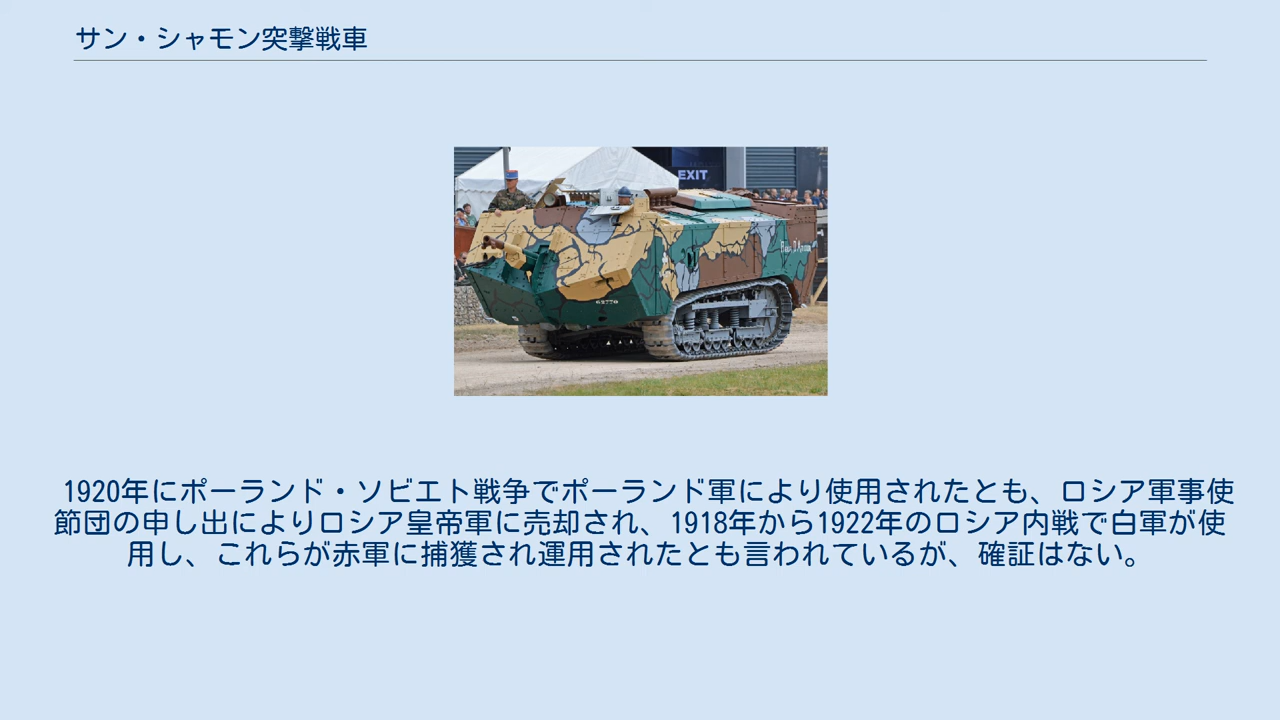 サン・シャモン突撃戦車
EXIT
62770
1920年にポーランド・ソビエト戦争でポーランド軍により使用されたとも、ロシア軍事使
節団の申し出によりロシア皇帝軍に売却され、1918年から1922年のロシア内戦で白軍が使
用し、これらが赤軍に捕獲され運用されたとも言われているが、確証はない。